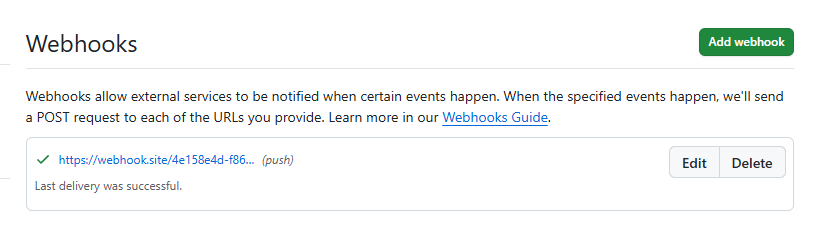 Webhooks
Add webhook
Webhooks allow external services to be notified when certain events happen. When the specified events happen, we'll send
a POST request to each of the URLs you provide. Learn more in our Webhooks Guide.
https://webhook.site/4e158e4d-f86... (push)
Edit
Delete
Last delivery was successful.